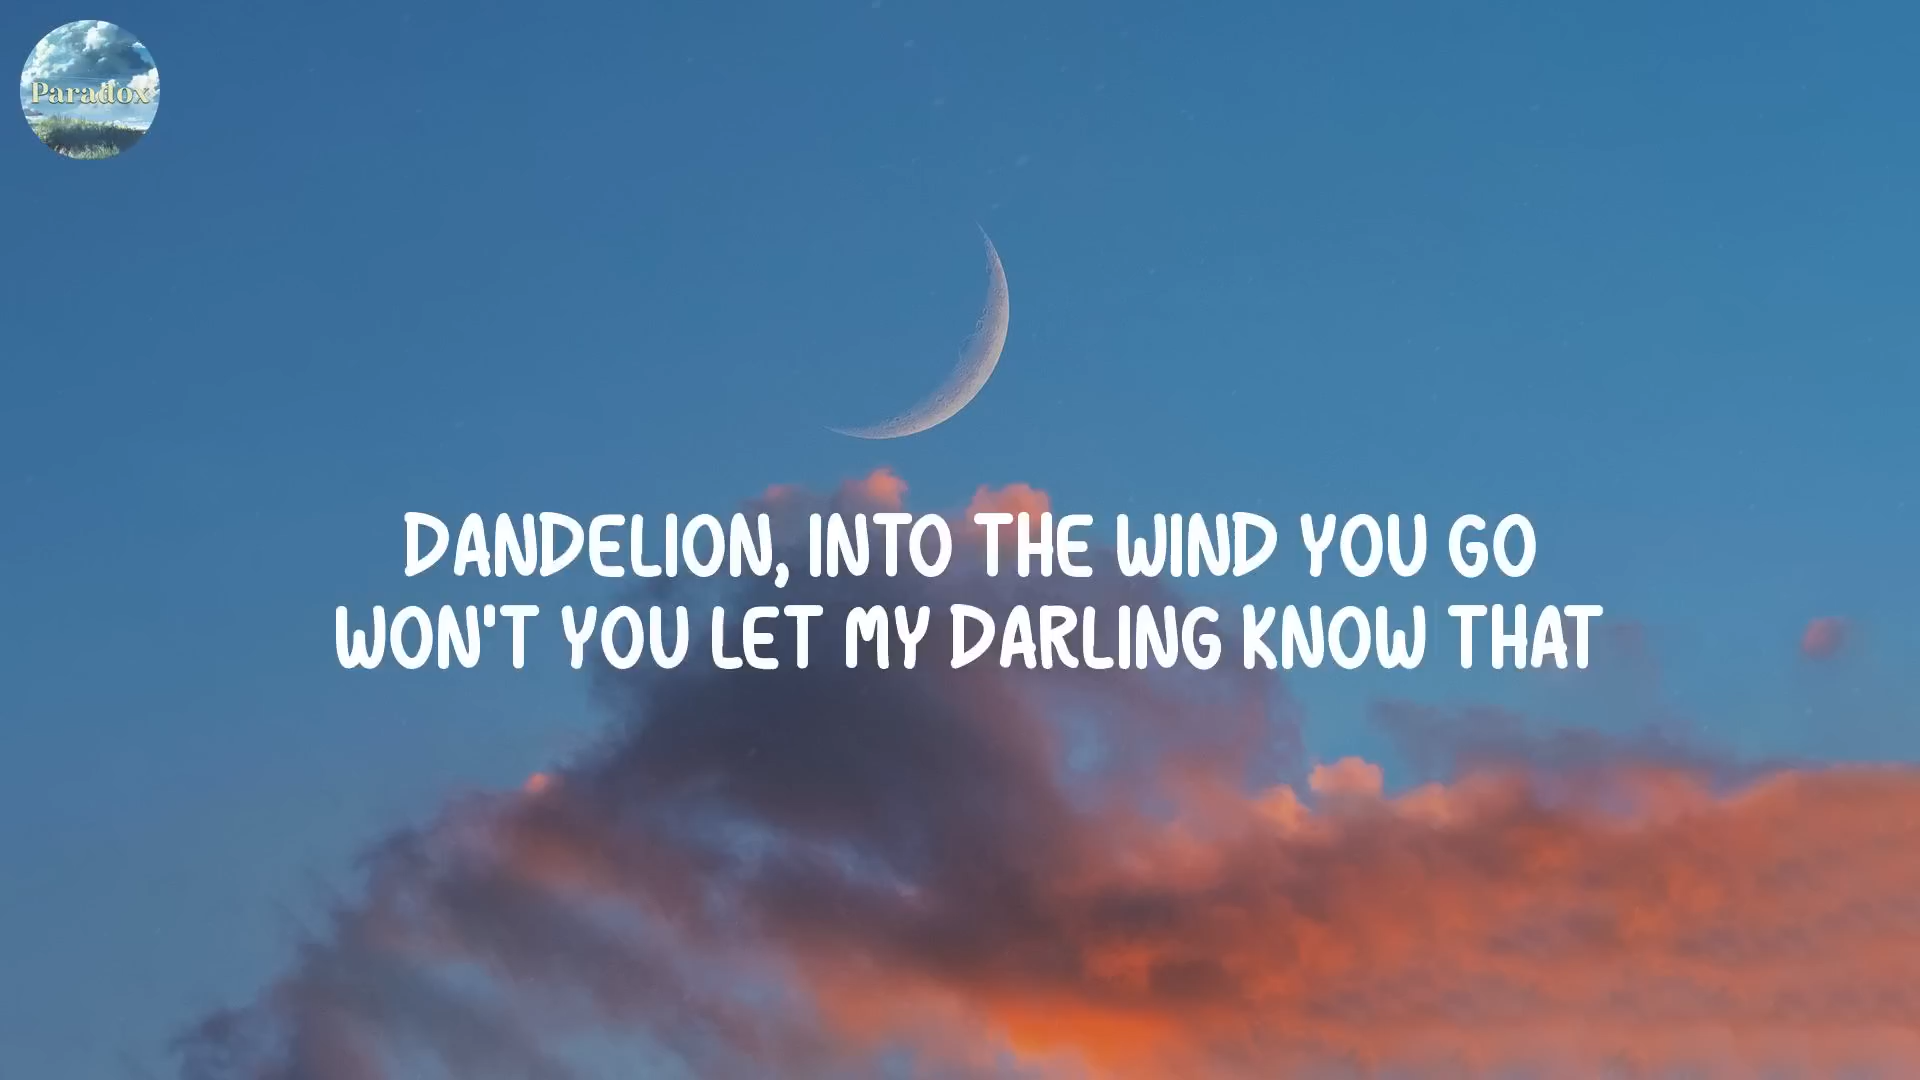 Paradox
DANDELION, INTO THE WIND YOU GO
WON'T YOU LET MY DARLING KNOW THAT